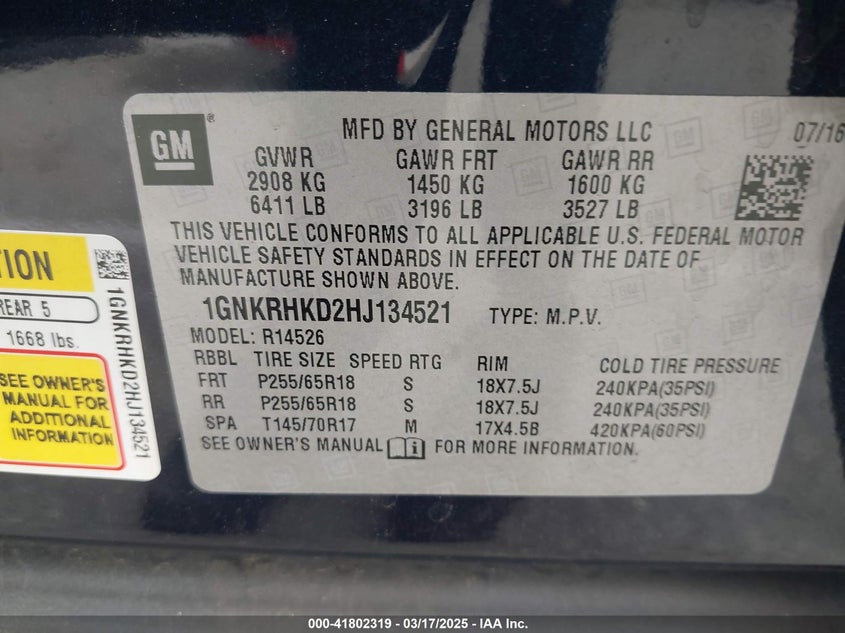 GM®
MFD BY GENERAL MOTORS LLC 07/16
GVWR GAWR FRT GAWR RR
2908 KG 1450 KG 1600 KG
6411 LB 3196 LB 3527 LB
THIS VEHICLE CONFORMS TO ALL APPLICABLE U.S. FEDERAL MOTOR
VEHICLE SAFETY STANDARDS IN EFFECT ON THE DATE OF
MANUFACTURE SHOWN ABOVE.
1GNKRHKD2HJ134521 TYPE: M.P.V.
MODEL: R14526
RBBL TIRE SIZE SPEED RTG RIM COLD TIRE PRESSURE
FRT P255/65R18 S 18X7.5J 240KPA(35PSI)
RR P255/65R18 S 18X7.5J 240KPA(35PSI)
SPA T145/70R17 M 17X4.5B 420KPA(60PSI)
SEE OWNER'S MANUAL i FOR MORE INFORMATION.
TION
REAR 5
1668 lbs.
SEE OWNER'S
MANUAL FOR
ADDITIONAL
INFORMATION
1GNKRHKD2HJ134521
000-41802319 - 03/17/2025 - IAA Inc.